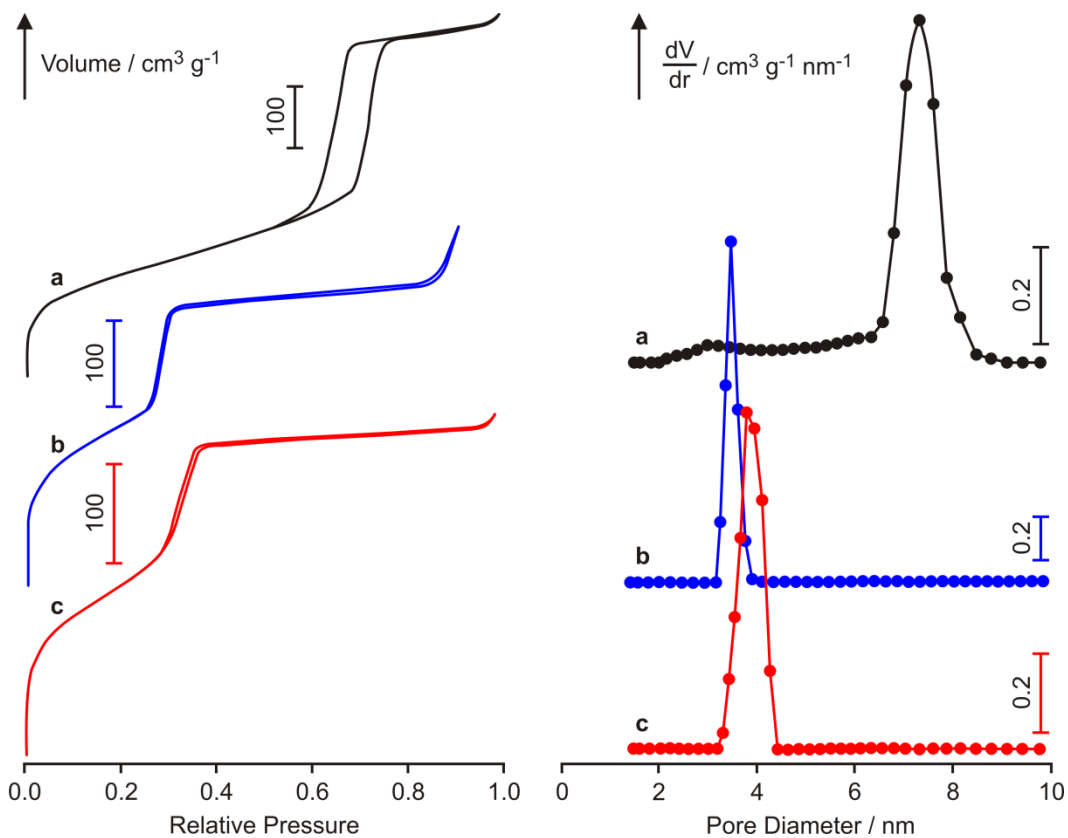 Volume / cm³ g⁻¹
100
a
100
b
100
c
0.0 0.2 0.4 0.6 0.8 1.0
Relative Pressure
dV
dr / cm³ g⁻¹ nm⁻¹
0.2
a
0.2
b
0.2
c
0 2 4 6 8 10
Pore Diameter / nm